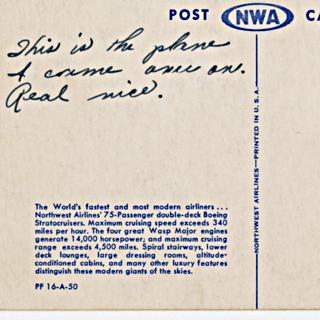 POST NWA CA
This is the plane
I came over on.
Real nice.
The World's fastest and most modern airliners...
Northwest Airlines' 75-Passenger double-deck Boeing
Stratocruisers. Maximum cruising speed exceeds 340
miles per hour. The four great Wasp Major engines
generate 14,000 horsepower; and maximum cruising
range exceeds 4,500 miles. Spiral stairways, lower
deck lounges, large dressing rooms, altitude-
conditioned cabins, and many other luxury features
distinguish these modern giants of the skies.
PF 16-A-50
NORTHWEST AIRLINES—PRINTED IN U.S.A.